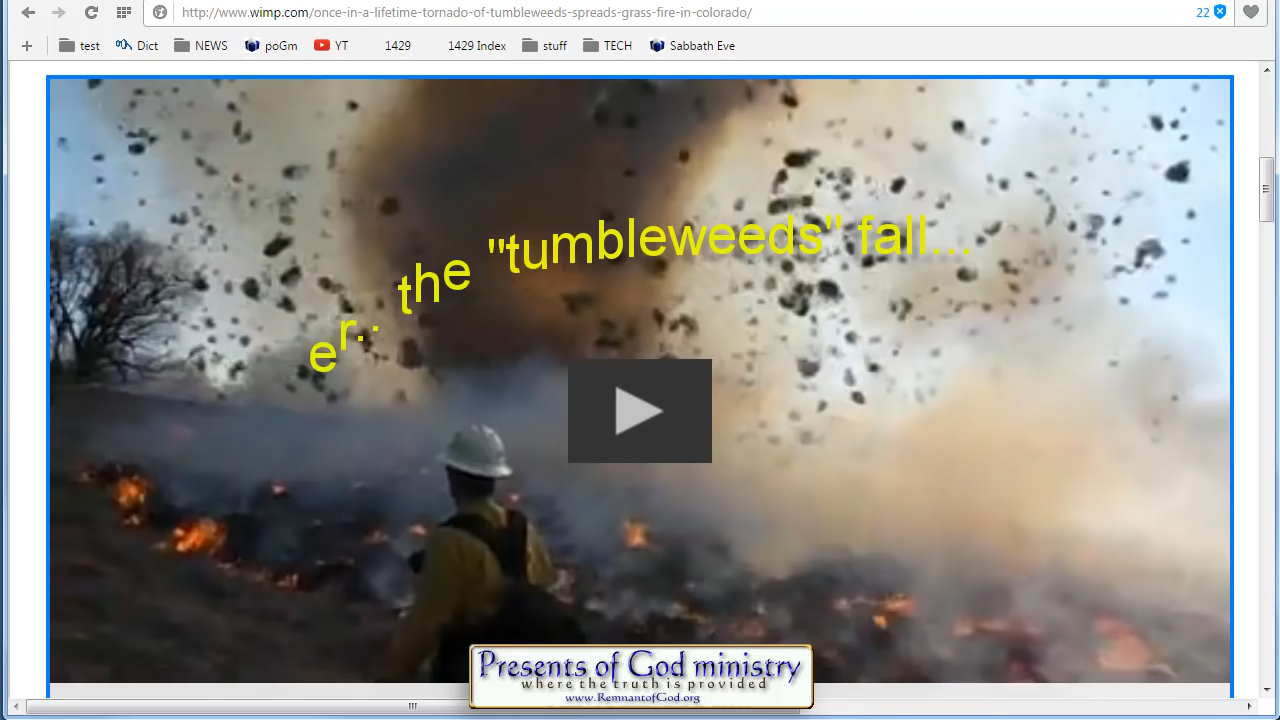 http://www.wimp.com/once-in-a-lifetime-tornado-of-tumbleweeds-spreads-grass-fire-in-colorado/ 22
test Dict NEWS poGm YT 1429 1429 Index stuff TECH Sabbath Eve
er.. the "tumbleweeds" fall...
Presents of God ministry
where the truth is provided
www.RemnantofGod.org